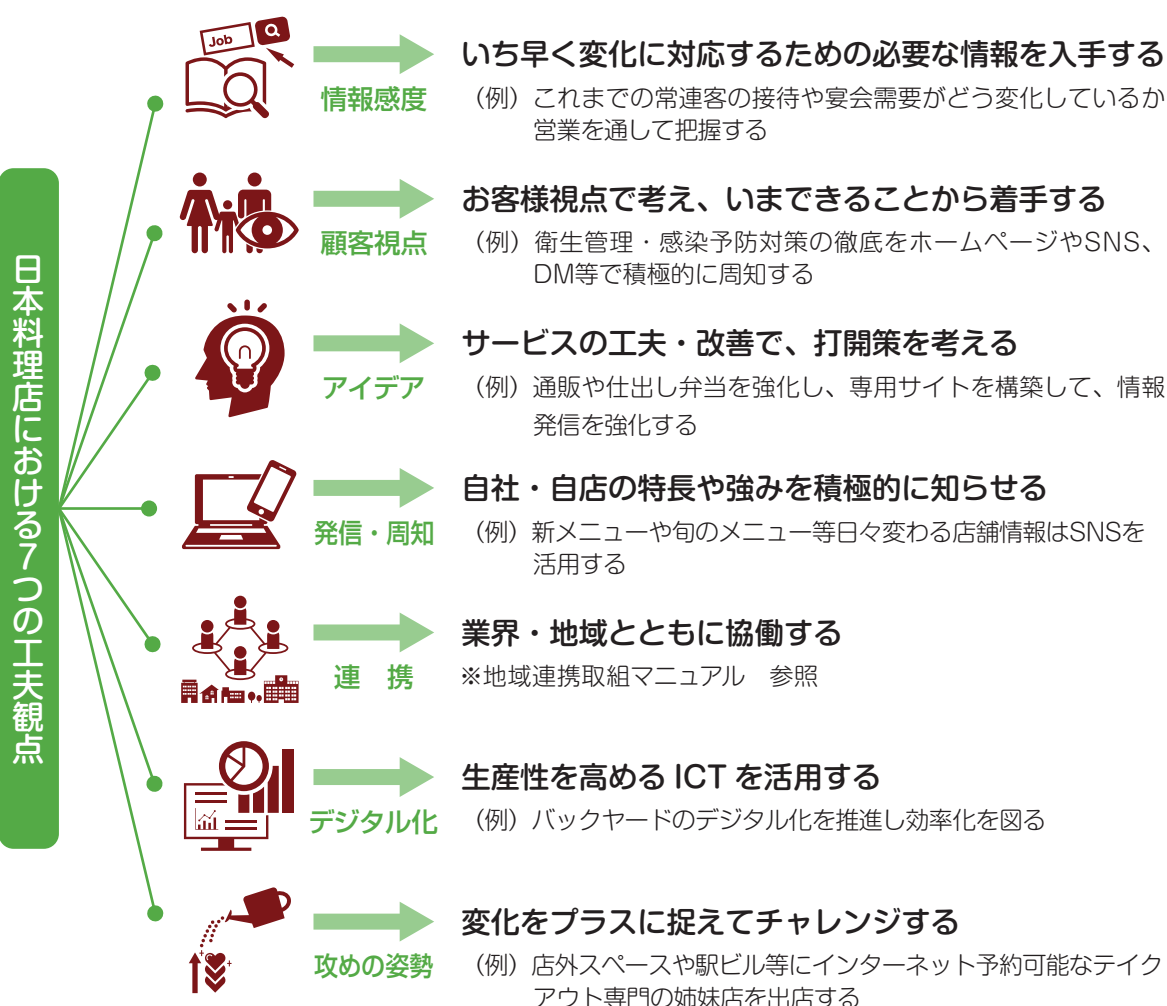 日本料理店における7つの工夫観点
Job
情報感度
いち早く変化に対応するための必要な情報を入手する
（例）これまでの常連客の接待や宴会需要がどう変化しているか
営業を通して把握する
顧客視点
お客様視点で考え、いまできることから着手する
（例）衛生管理・感染予防対策の徹底をホームページやSNS、
DM等で積極的に周知する
アイデア
サービスの工夫・改善で、打開策を考える
（例）通販や仕出し弁当を強化し、専用サイトを構築して、情報
発信を強化する
発信・周知
自社・自店の特長や強みを積極的に知らせる
（例）新メニューや旬のメニュー等日々変わる店舗情報はSNSを
活用する
連　携
業界・地域とともに協働する
※地域連携取組マニュアル　参照
デジタル化
生産性を高める ICT を活用する
（例）バックヤードのデジタル化を推進し効率化を図る
攻めの姿勢
変化をプラスに捉えてチャレンジする
（例）店外スペースや駅ビル等にインターネット予約可能なテイク
アウト専門の姉妹店を出店する